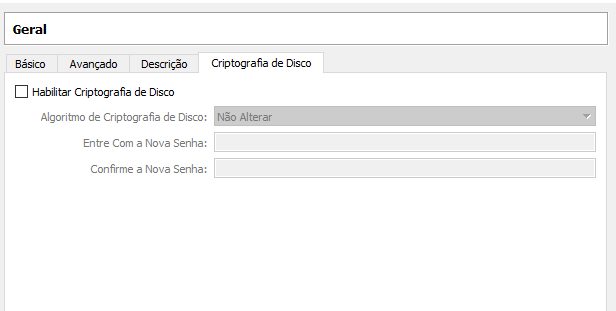 Geral
Básico Avançado Descrição Criptografia de Disco
Habilitar Criptografia de Disco
Algoritmo de Criptografia de Disco: Não Alterar
Entre Com a Nova Senha:
Confirme a Nova Senha: